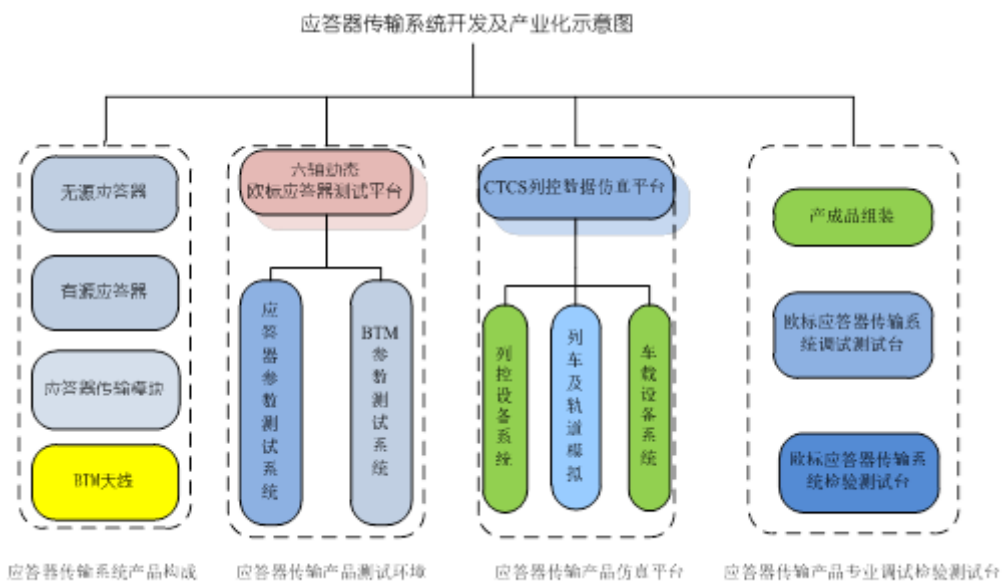 应答器传输系统开发及产业化示意图
无源应答器
有源应答器
应答器传输模块
BTM天线
应答器传输系统产品构成
六轴动态
欧标应答器测试平台
应答器参数测试系统
BTM参数测试系统
应答器传输产品测试环境
CTCS列控数据仿真平台
列控设备系统
列车及轨道模拟
车载设备系统
应答器传输产品仿真平台
产成品组装
欧标应答器传输系
统调试测试台
欧标应答器传输系
统检验测试台
应答器传输产品专业调试检验测试台